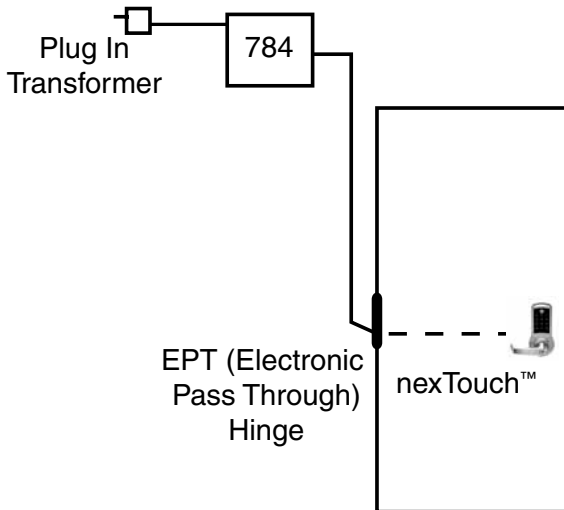 Plug In
Transformer
784
EPT (Electronic
Pass Through)
Hinge
nexTouch™